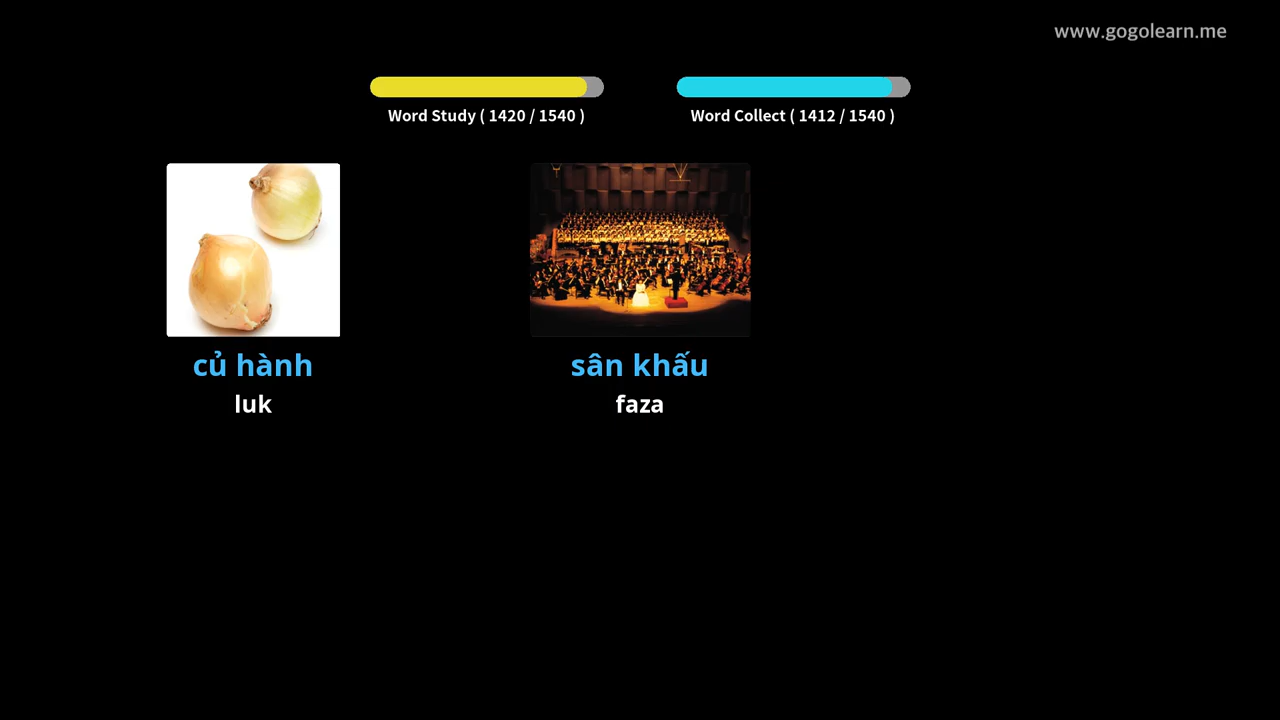 www.gogolearn.me
Word Study ( 1420 / 1540 )
Word Collect ( 1412 / 1540 )
củ hành
luk
sân khấu
faza